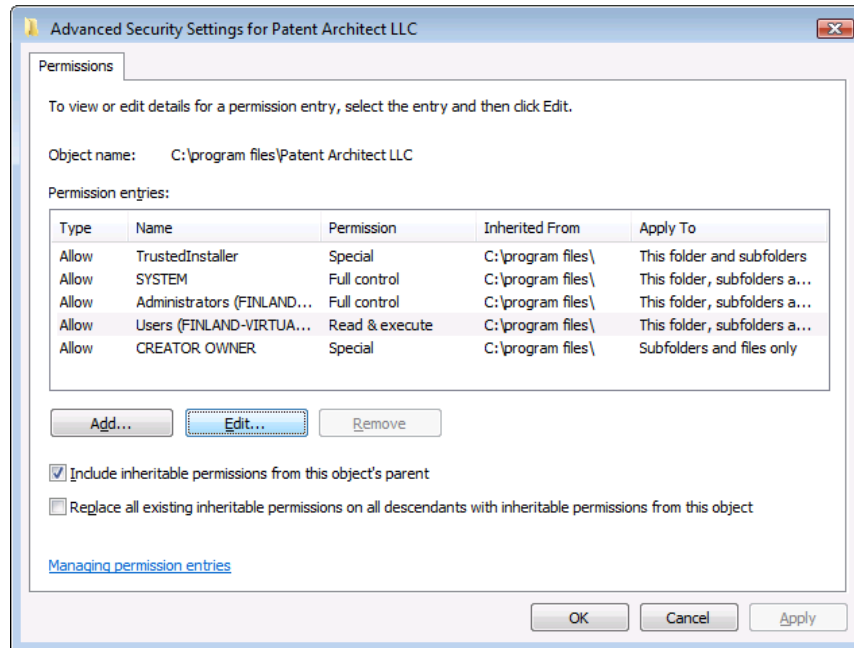 Advanced Security Settings for Patent Architect LLC
Permissions
To view or edit details for a permission entry, select the entry and then click Edit.
Object name: C:\program files\Patent Architect LLC
Permission entries:
Type Name Permission Inherited From Apply To
Allow TrustedInstaller Special C:\program files\ This folder and subfolders
Allow SYSTEM Full control C:\program files\ This folder, subfolders a...
Allow Administrators (FINLAND... Full control C:\program files\ This folder, subfolders a...
Allow Users (FINLAND-VIRTUA... Read & execute C:\program files\ This folder, subfolders a...
Allow CREATOR OWNER Special C:\program files\ Subfolders and files only
Add... Edit... Remove
Include inheritable permissions from this object's parent
Replace all existing inheritable permissions on all descendants with inheritable permissions from this object
Managing permission entries
OK Cancel Apply